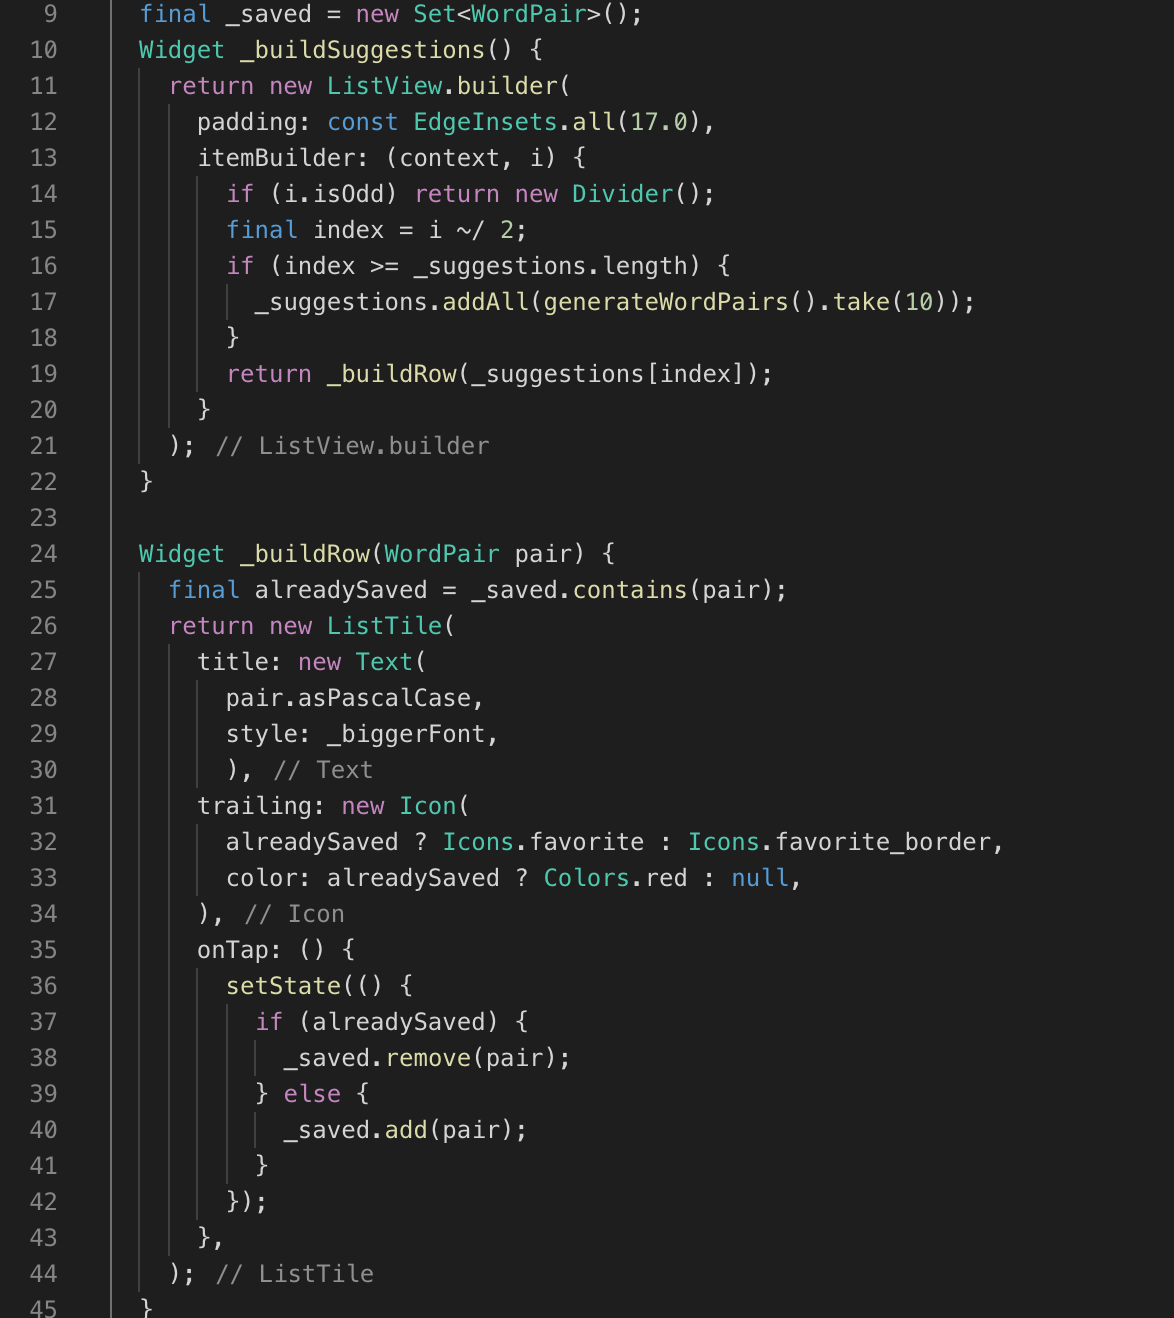 9 final _saved = new Set<WordPair>();
10 Widget _buildSuggestions() {
11 return new ListView.builder(
12 padding: const EdgeInsets.all(17.0),
13 itemBuilder: (context, i) {
14 if (i.isOdd) return new Divider();
15 final index = i ~/ 2;
16 if (index >= _suggestions.length) {
17 _suggestions.addAll(generateWordPairs().take(10));
18 }
19 return _buildRow(_suggestions[index]);
20 }
21 ); // ListView.builder
22 }
23
24 Widget _buildRow(WordPair pair) {
25 final alreadySaved = _saved.contains(pair);
26 return new ListTile(
27 title: new Text(
28 pair.asPascalCase,
29 style: _biggerFont,
30 ), // Text
31 trailing: new Icon(
32 alreadySaved ? Icons.favorite : Icons.favorite_border,
33 color: alreadySaved ? Colors.red : null,
34 ), // Icon
35 onTap: () {
36 setState(() {
37 if (alreadySaved) {
38 _saved.remove(pair);
39 } else {
40 _saved.add(pair);
41 }
42 });
43 },
44 ); // ListTile
45 }